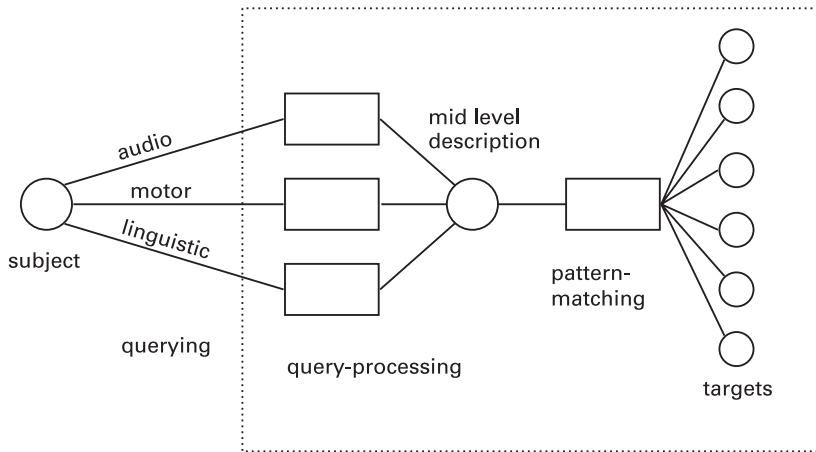 audio
motor
linguistic
subject
querying
query-processing
mid level
description
pattern-
matching
targets